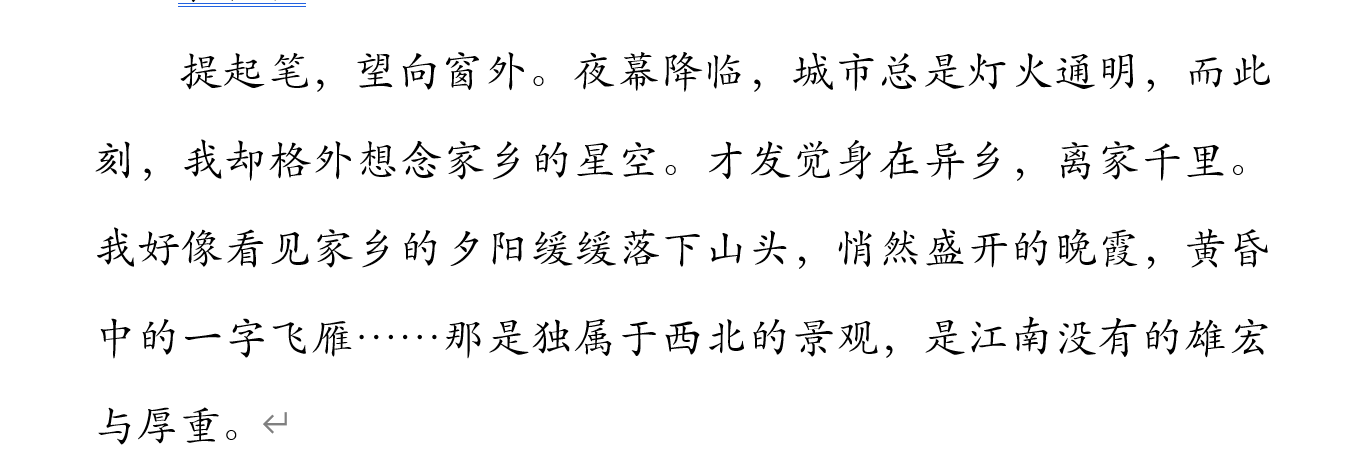 提起笔，望向窗外。夜幕降临，城市总是灯火通明，而此
刻，我却格外想念家乡的星空。才发觉身在异乡，离家千里。
我好像看见家乡的夕阳缓缓落下山头，悄然盛开的晚霞，黄昏
中的一字飞雁……那是独属于西北的景观，是江南没有的雄宏
与厚重。